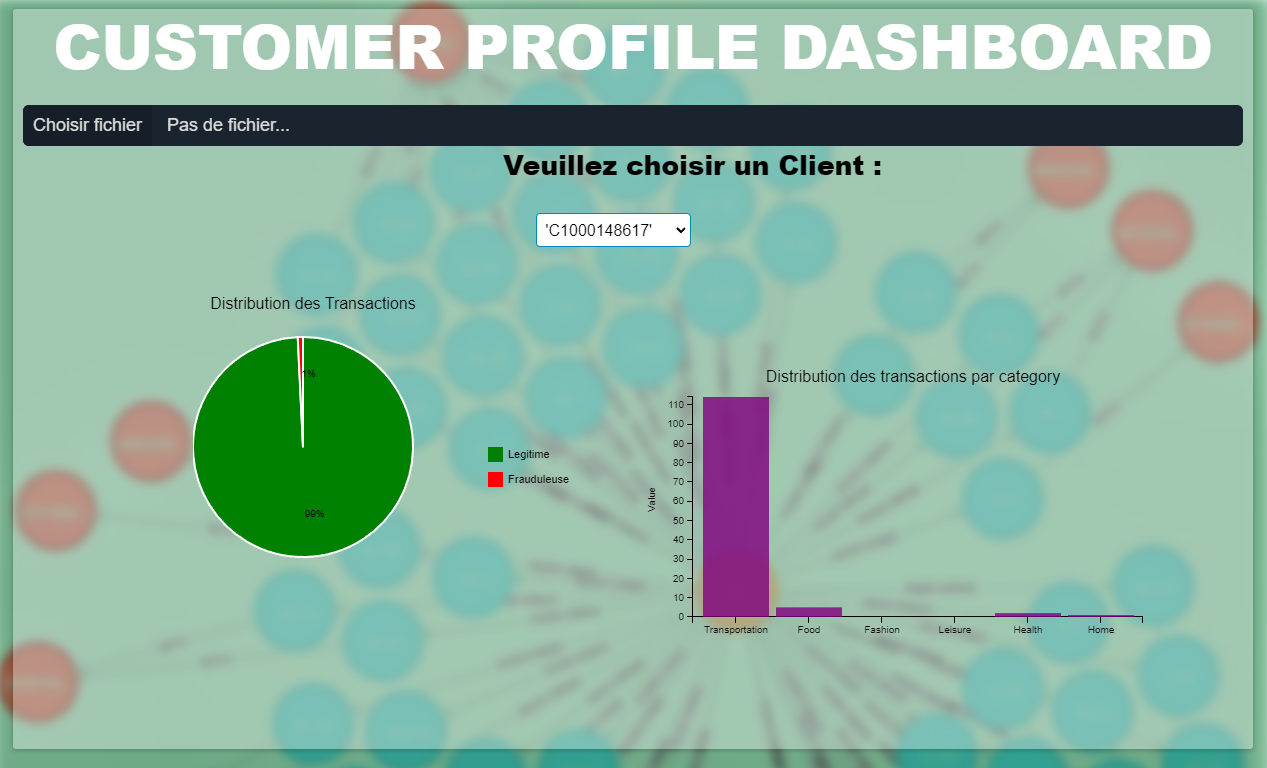 CUSTOMER PROFILE DASHBOARD
Choisir fichier Pas de fichier...
Veuillez choisir un Client :
'C1000148617'
Distribution des Transactions
1%
99%
Legitime
Frauduleuse
Distribution des transactions par category
Value
110
100
90
80
70
60
50
40
30
20
10
0
Transportation Food Fashion Leisure Health Home